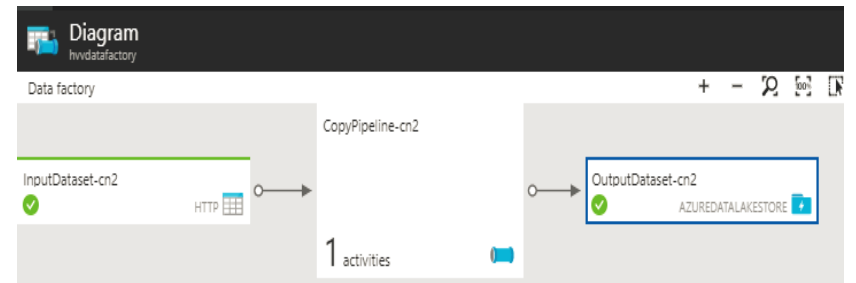 Diagram
hvvdatafactory
Data factory
100%
CopyPipeline-cn2
InputDataset-cn2
HTTP
1 activities
OutputDataset-cn2
AZUREDATALAKESTORE